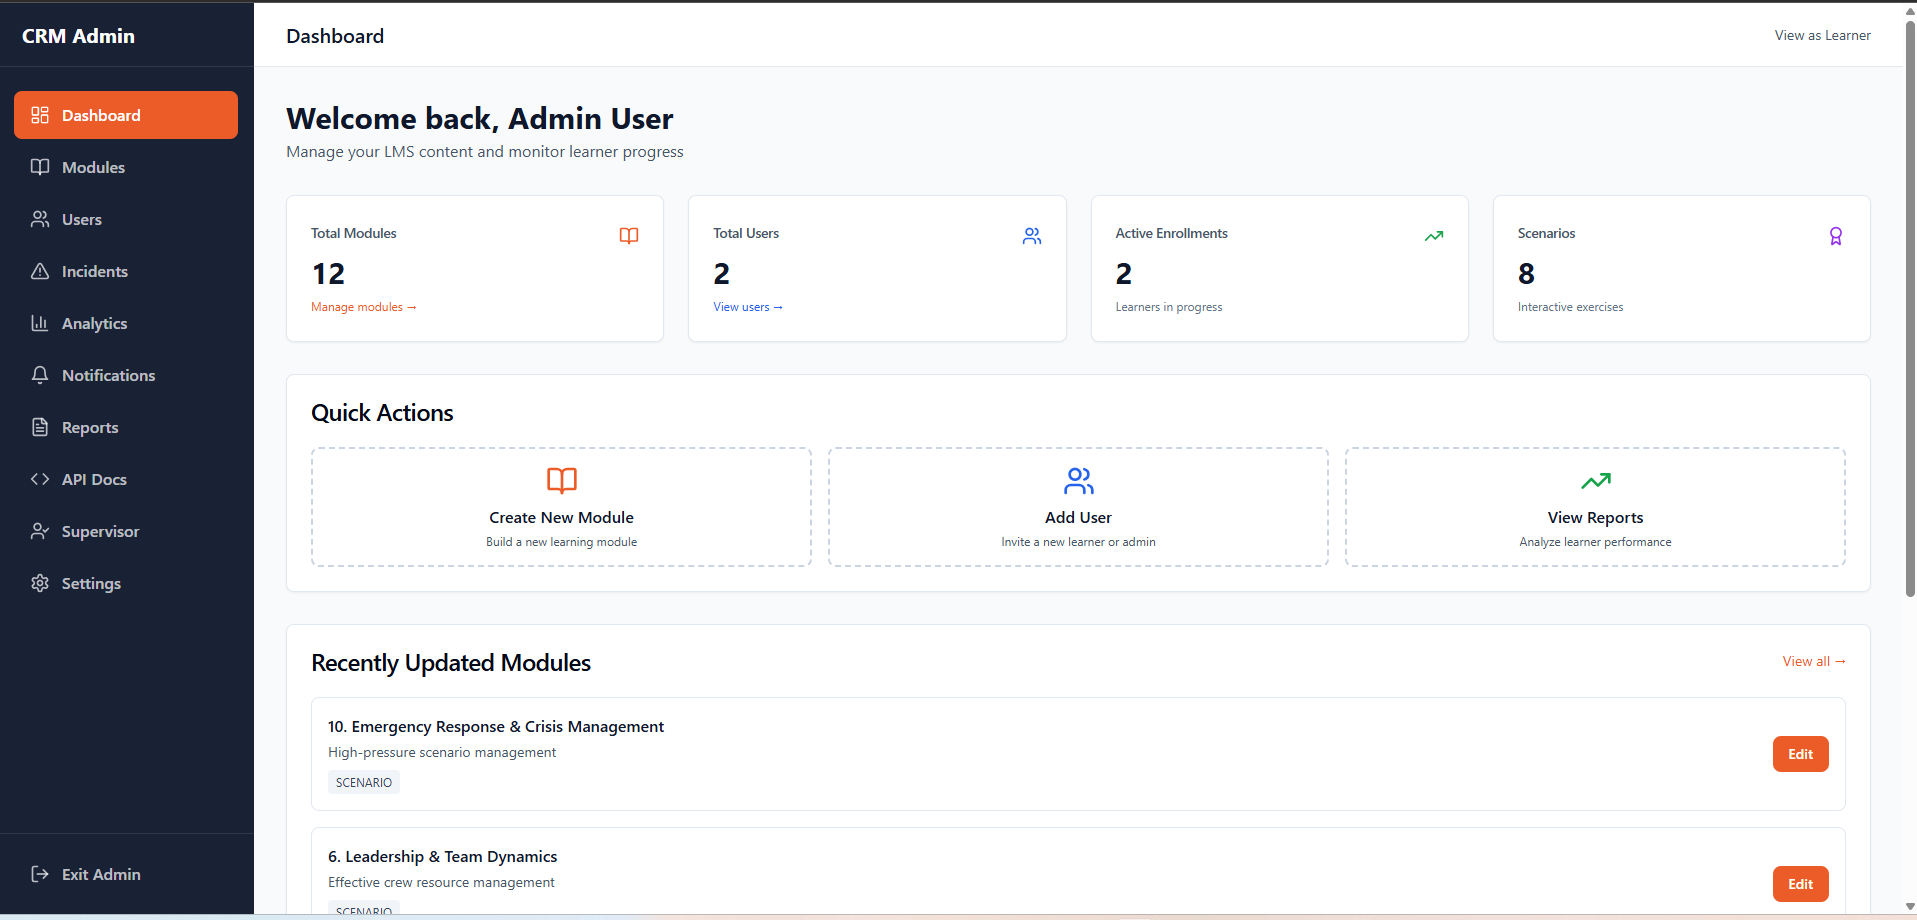 CRM Admin
Dashboard
View as Learner
Dashboard
Modules
Users
Incidents
Analytics
Notifications
Reports
API Docs
Supervisor
Settings
Exit Admin
Welcome back, Admin User
Manage your LMS content and monitor learner progress
Total Modules
12
Manage modules →
Total Users
2
View users →
Active Enrollments
2
Learners in progress
Scenarios
8
Interactive exercises
Quick Actions
Create New Module
Build a new learning module
Add User
Invite a new learner or admin
View Reports
Analyze learner performance
Recently Updated Modules
View all →
10. Emergency Response & Crisis Management
High-pressure scenario management
SCENARIO
Edit
6. Leadership & Team Dynamics
Effective crew resource management
SCENARIO
Edit